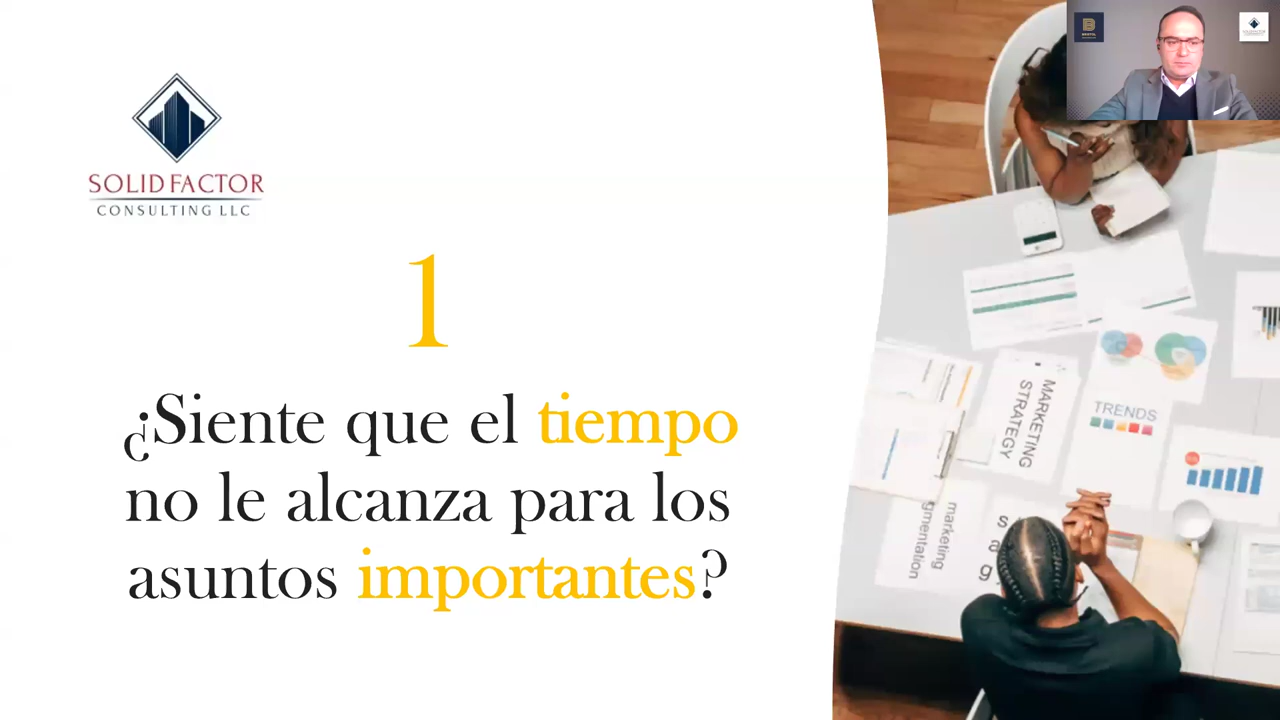 SOLID FACTOR
CONSULTING LLC
1
¿Siente que el tiempo
no le alcanza para los
asuntos importantes?
MARKETING
STRATEGY
TRENDS
marketing